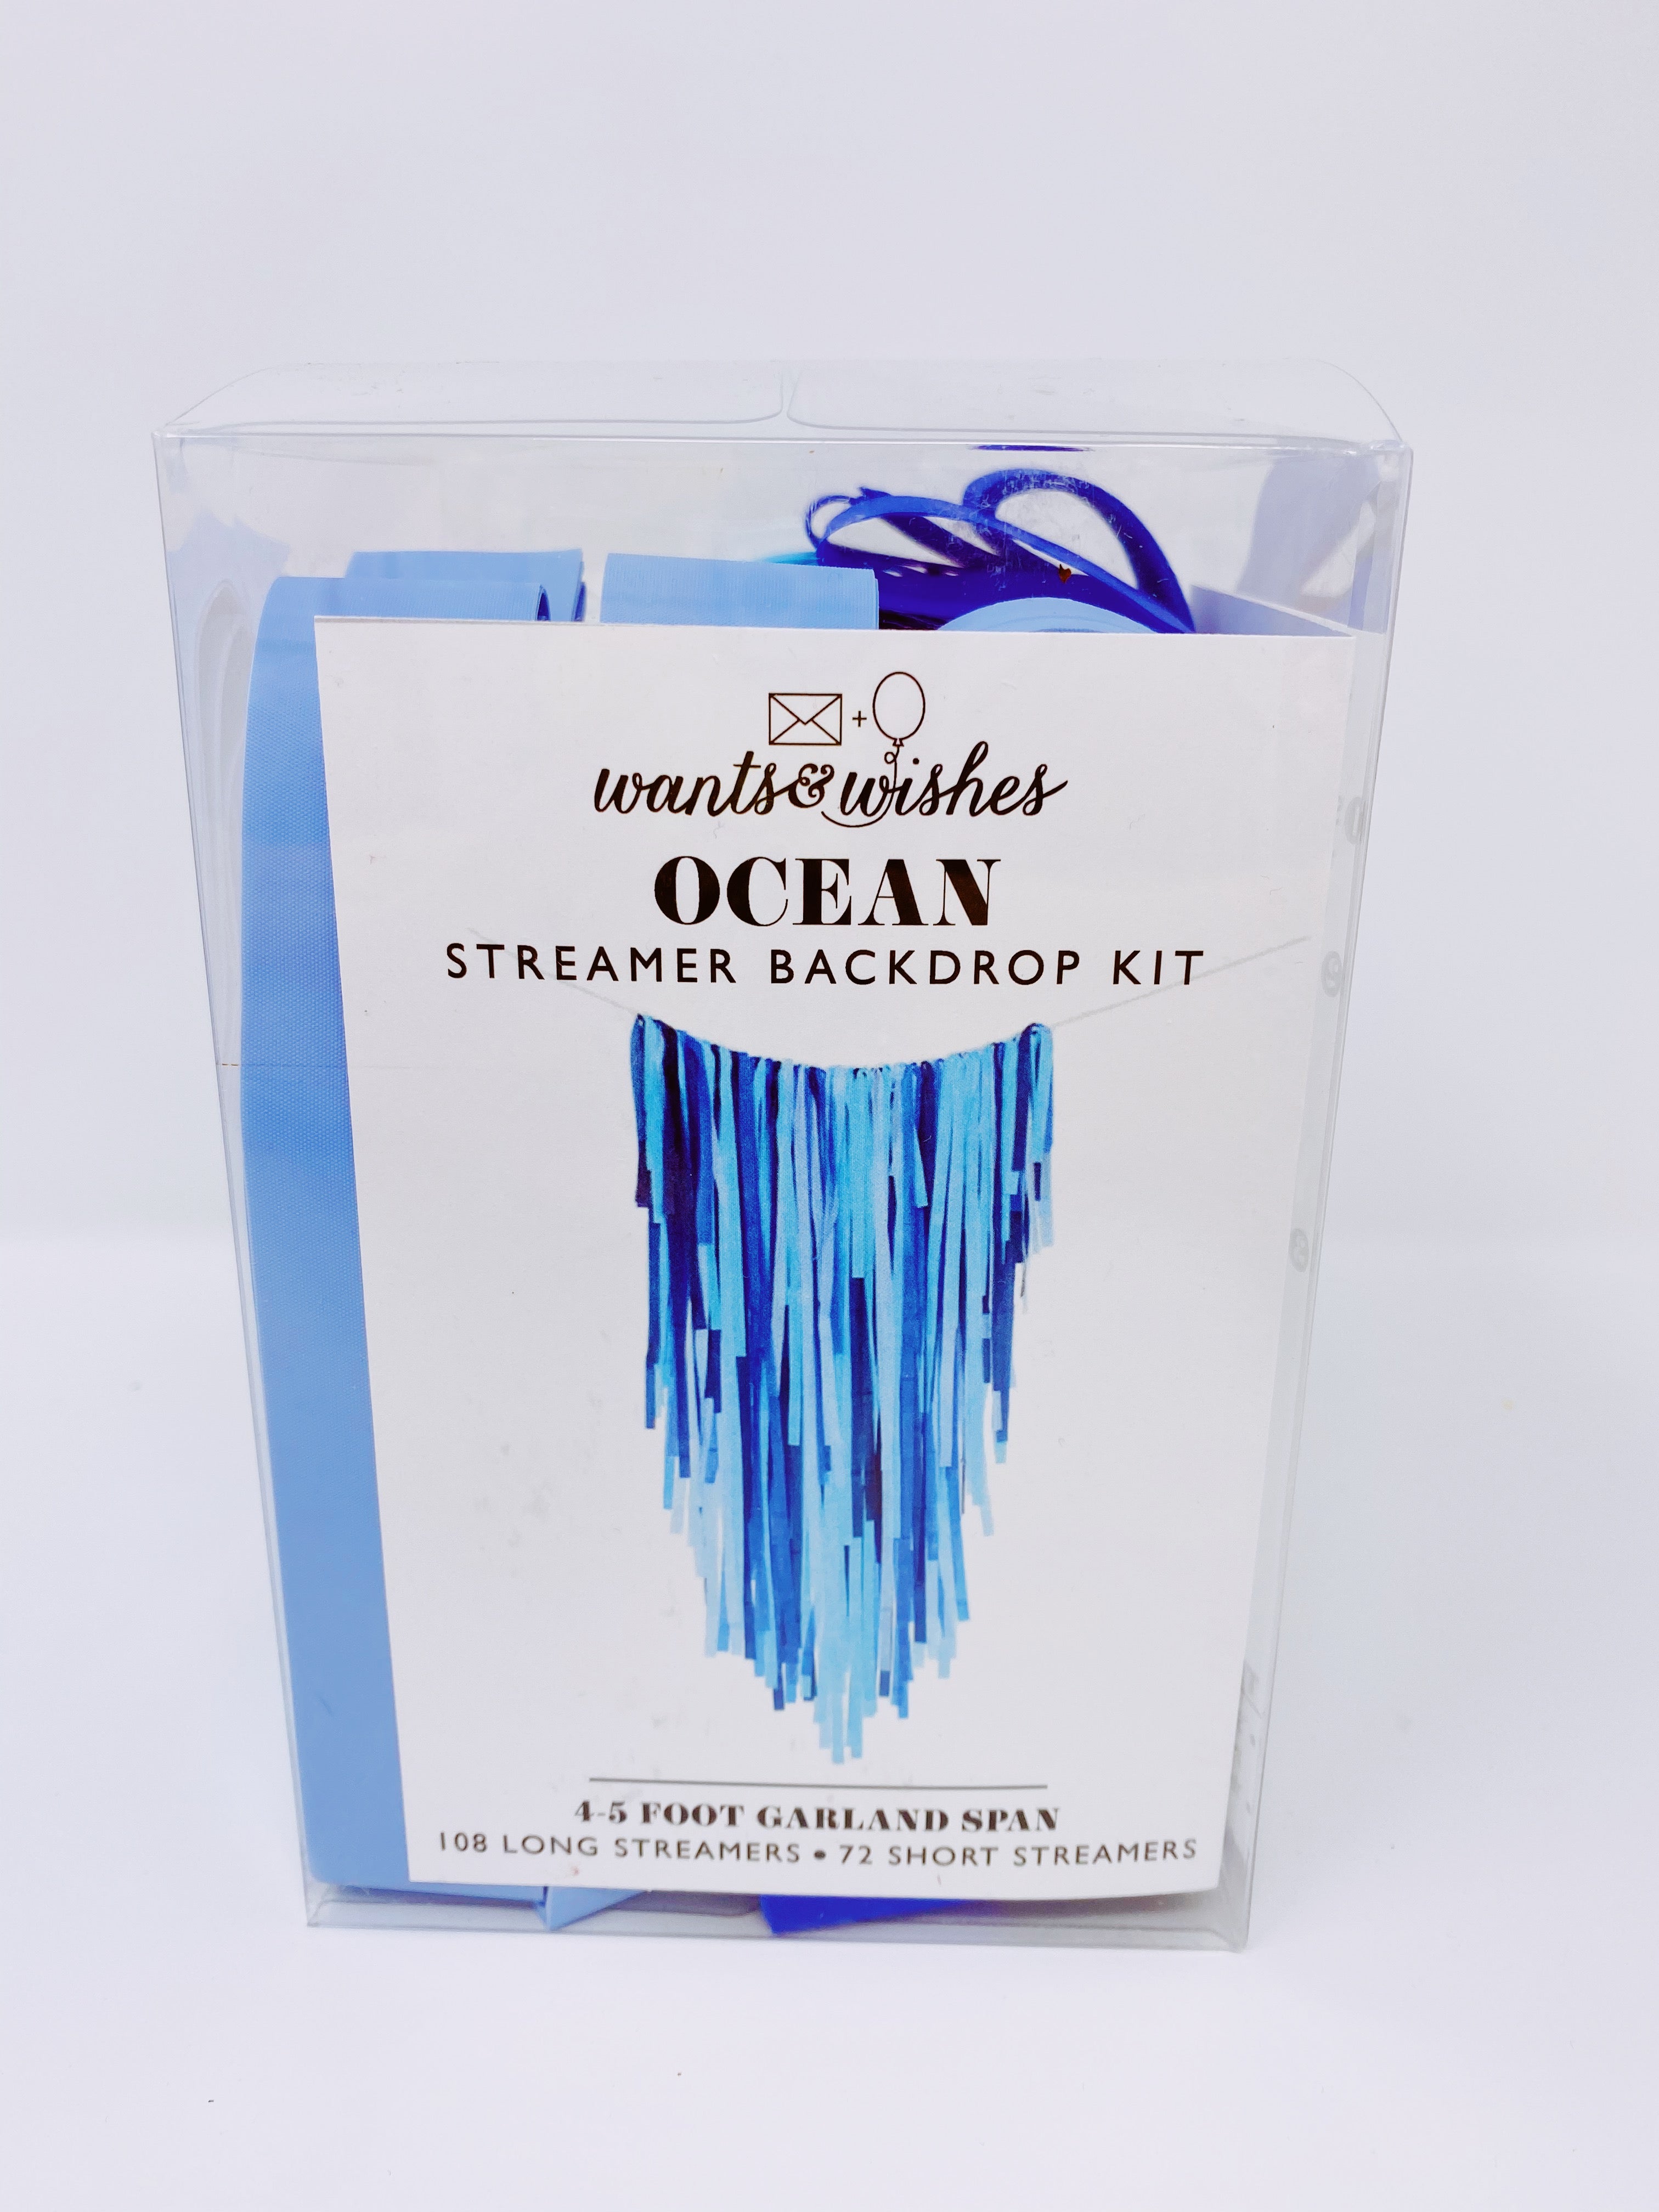 wants & wishes
OCEAN
STREAMER BACKDROP KIT
4-5 FOOT GARLAND SPAN
108 LONG STREAMERS • 72 SHORT STREAMERS